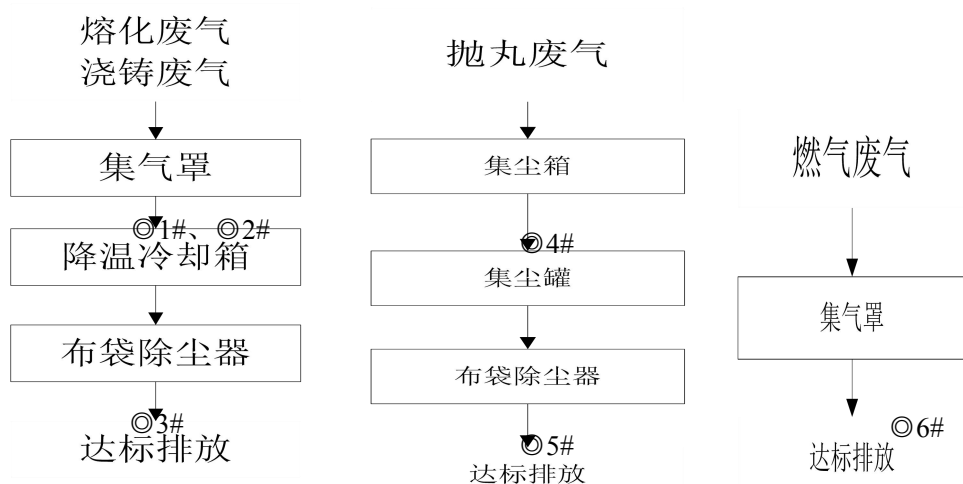 熔化废气
浇铸废气
集气罩
◎1#、◎2#
降温冷却箱
布袋除尘器
◎3#
达标排放
抛丸废气
集尘箱
◎4#
集尘罐
布袋除尘器
◎5#
达标排放
燃气废气
集气罩
◎6#
达标排放